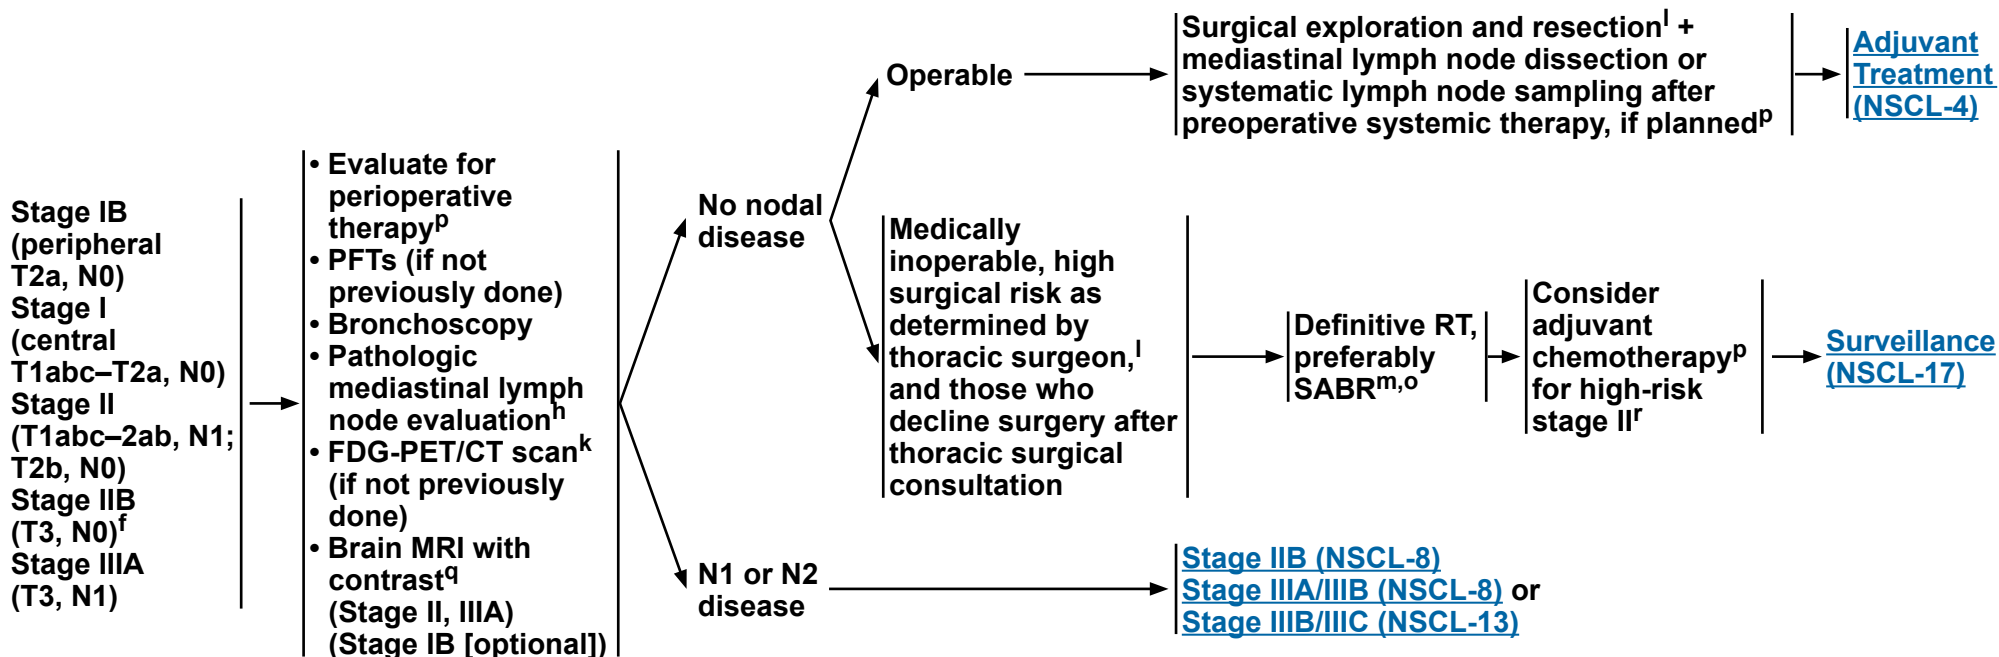 Stage IB
(peripheral
T2a, N0)
Stage I
(central
T1abc–T2a, N0)
Stage II
(T1abc–2ab, N1;
T2b, N0)
Stage IIB
(T3, N0)f
Stage IIIA
(T3, N1)
• Evaluate for
perioperative
therapyp
• PFTs (if not
previously done)
• Bronchoscopy
• Pathologic
mediastinal lymph
node evaluationh
• FDG-PET/CT scank
(if not previously
done)
• Brain MRI with
contrastq
(Stage II, IIIA)
(Stage IB [optional])
No nodal
disease
Operable
Surgical exploration and resectionl +
mediastinal lymph node dissection or
systematic lymph node sampling after
preoperative systemic therapy, if plannedp
Adjuvant
Treatment
(NSCL-4)
Medically
inoperable, high
surgical risk as
determined by
thoracic surgeon,l
and those who
decline surgery after
thoracic surgical
consultation
Definitive RT,
preferably
SABRm,o
Consider
adjuvant
chemotherapyp
for high-risk
stage IIr
Surveillance
(NSCL-17)
N1 or N2
disease
Stage IIB (NSCL-8)
Stage IIIA/IIIB (NSCL-8) or
Stage IIIB/IIIC (NSCL-13)